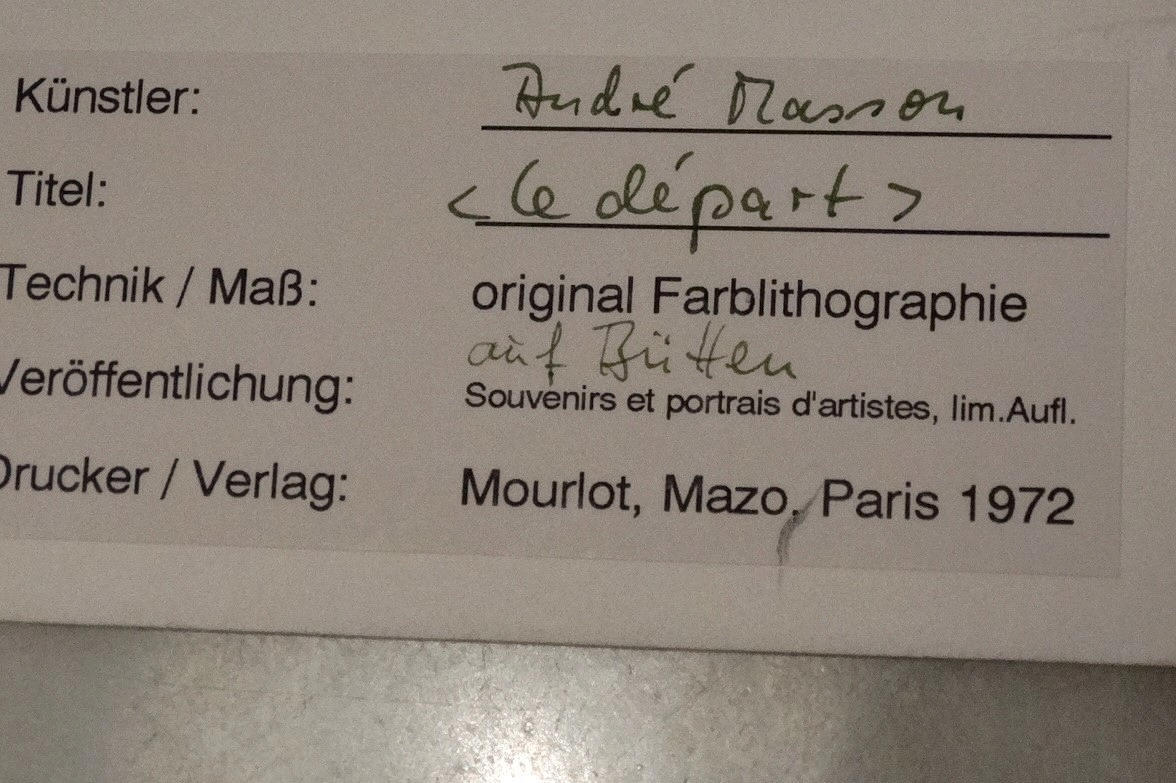 Künstler: André Masson
Titel: <le départ>
Technik / Maß: original Farblithographie
auf Bütten
Veröffentlichung: Souvenirs et portrais d'artistes, lim.Aufl.
Drucker / Verlag: Mourlot, Mazo, Paris 1972